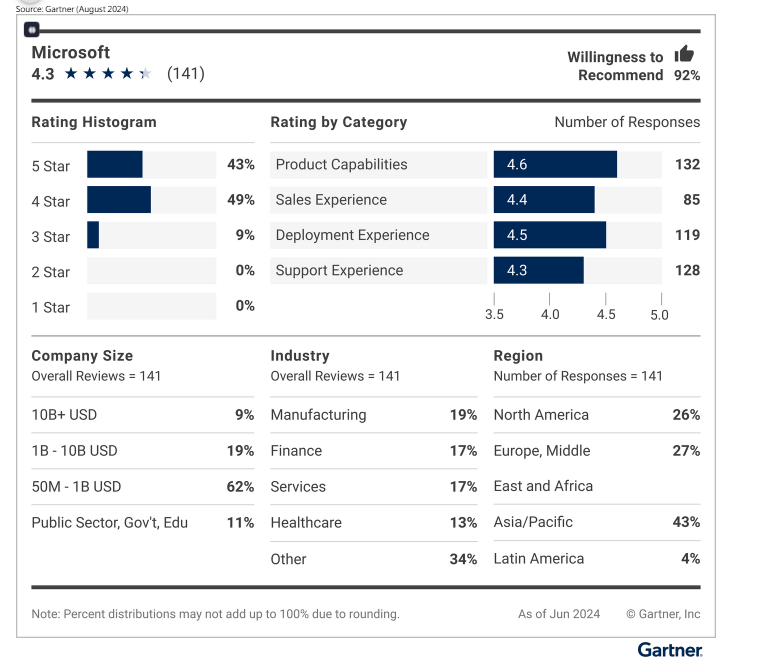 Source: Gartner (August 2024)
Microsoft
4.3 ★ ★ ★ ★ ★ (141)
Willingness to
Recommend 92%
Rating Histogram
5 Star 43%
4 Star 49%
3 Star 9%
2 Star 0%
1 Star 0%
Rating by Category Number of Responses
Product Capabilities 4.6 132
Sales Experience 4.4 85
Deployment Experience 4.5 119
Support Experience 4.3 128
3.5 4.0 4.5 5.0
Company Size
Overall Reviews = 141
10B+ USD 9%
1B - 10B USD 19%
50M - 1B USD 62%
Public Sector, Gov't, Edu 11%
Industry
Overall Reviews = 141
Manufacturing 19%
Finance 17%
Services 17%
Healthcare 13%
Other 34%
Region
Number of Responses = 141
North America 26%
Europe, Middle 27%
East and Africa
Asia/Pacific 43%
Latin America 4%
Note: Percent distributions may not add up to 100% due to rounding.
As of Jun 2024 © Gartner, Inc
Gartner